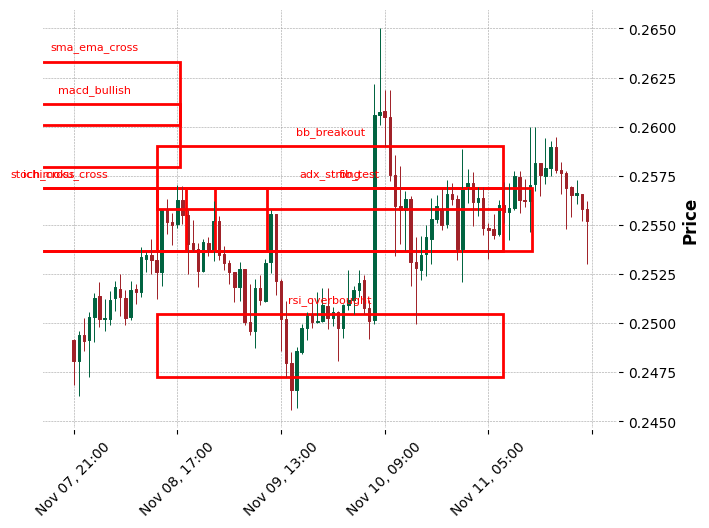 sma_ema_cross
macd_bullish
bb_breakout
adx_strong
fib_test
rsi_overbought
0.2650
0.2625
0.2600
0.2575
0.2550
0.2525
0.2500
0.2475
0.2450
Price
Nov 07, 21:00
Nov 08, 17:00
Nov 09, 13:00
Nov 10, 09:00
Nov 11, 05:00